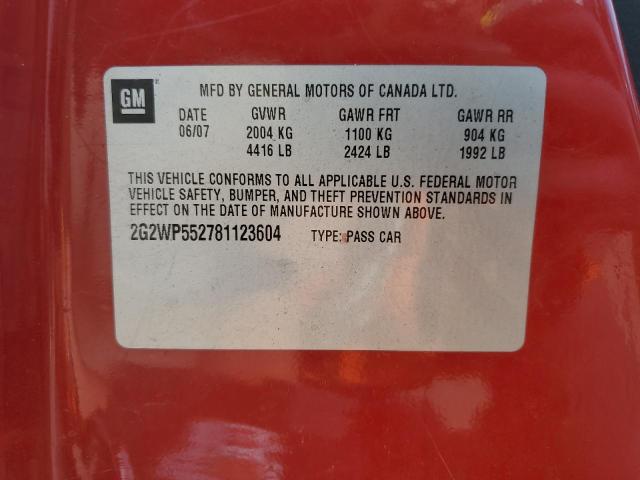 GM
MFD BY GENERAL MOTORS OF CANADA LTD.
DATE GVWR GAWR FRT GAWR RR
06/07 2004 KG 1100 KG 904 KG
4416 LB 2424 LB 1992 LB
THIS VEHICLE CONFORMS TO ALL APPLICABLE U.S. FEDERAL MOTOR
VEHICLE SAFETY, BUMPER, AND THEFT PREVENTION STANDARDS IN
EFFECT ON THE DATE OF MANUFACTURE SHOWN ABOVE.
2G2WP552781123604 TYPE: PASS CAR